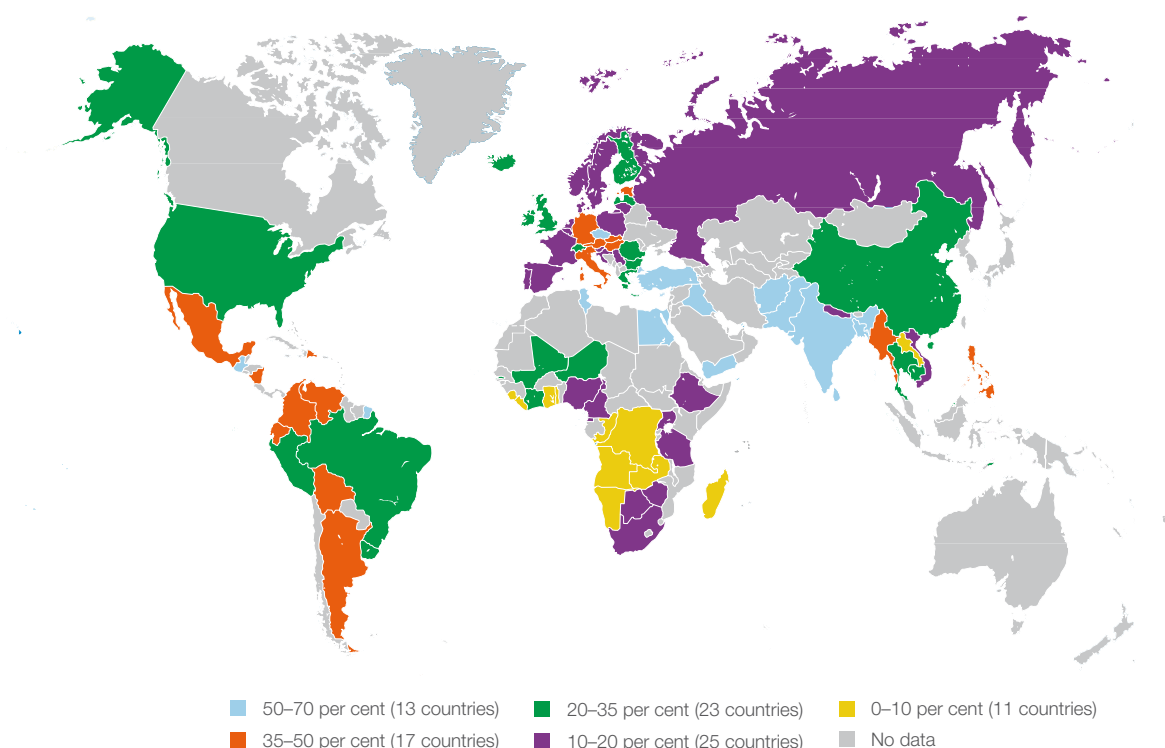 50–70 per cent (13 countries)
20–35 per cent (23 countries)
0–10 per cent (11 countries)
35–50 per cent (17 countries)
10–20 per cent (25 countries)
No data